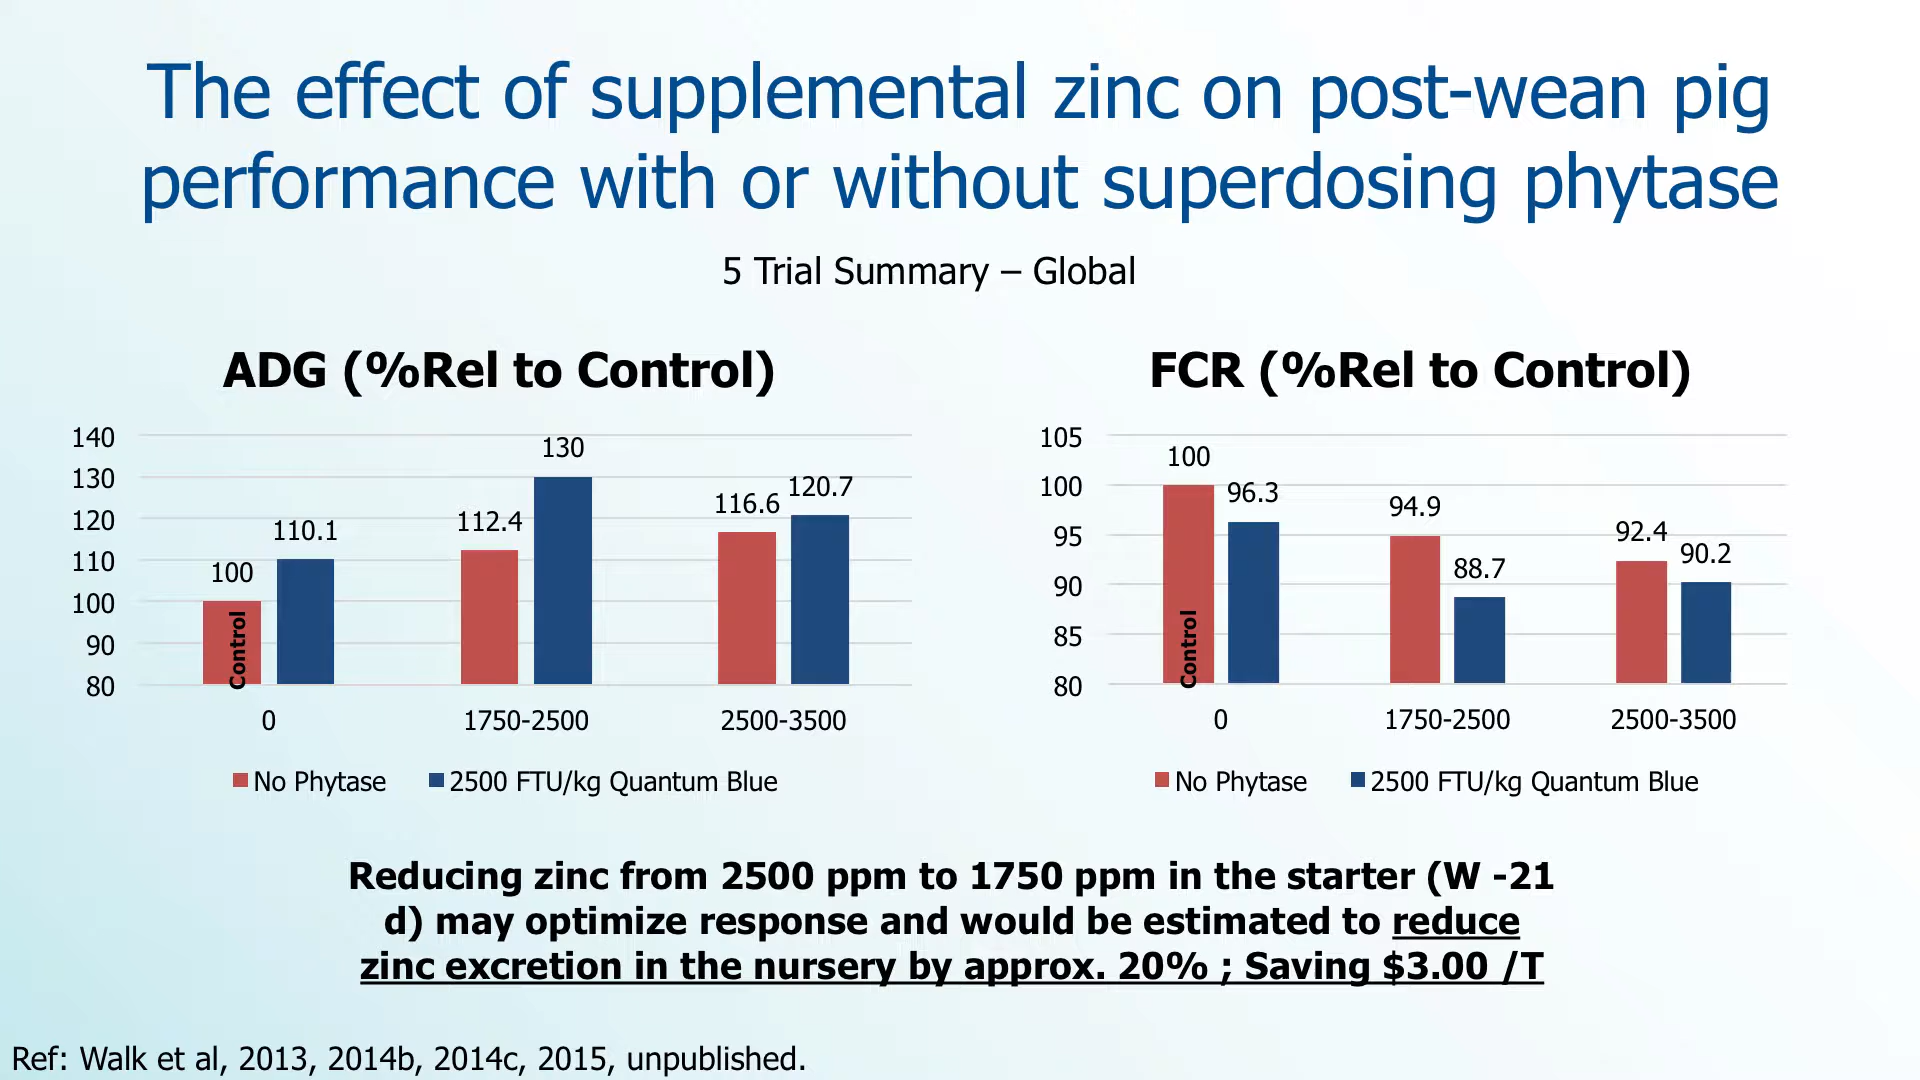 The effect of supplemental zinc on post-wean pig
performance with or without superdosing phytase
5 Trial Summary – Global
ADG (%Rel to Control)
140
130
120
110
100
90
80
100
110.1
112.4
130
116.6
120.7
Control
0
1750-2500
2500-3500
No Phytase
2500 FTU/kg Quantum Blue
FCR (%Rel to Control)
105
100
95
90
85
80
100
96.3
94.9
88.7
92.4
90.2
Control
0
1750-2500
2500-3500
No Phytase
2500 FTU/kg Quantum Blue
Reducing zinc from 2500 ppm to 1750 ppm in the starter (W -21
d) may optimize response and would be estimated to reduce
zinc excretion in the nursery by approx. 20% ; Saving $3.00 /T
Ref: Walk et al, 2013, 2014b, 2014c, 2015, unpublished.